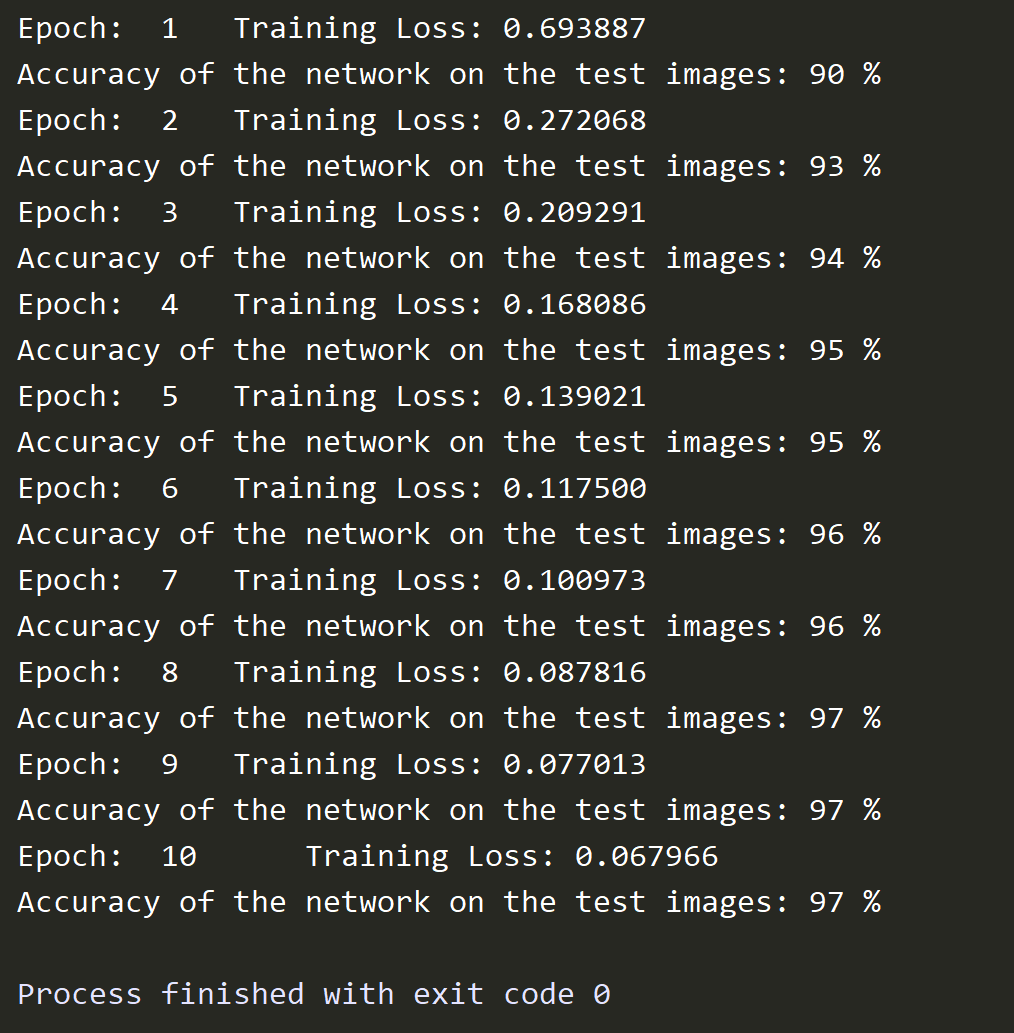 Epoch:  1   Training Loss: 0.693887
Accuracy of the network on the test images: 90 %
Epoch:  2   Training Loss: 0.272068
Accuracy of the network on the test images: 93 %
Epoch:  3   Training Loss: 0.209291
Accuracy of the network on the test images: 94 %
Epoch:  4   Training Loss: 0.168086
Accuracy of the network on the test images: 95 %
Epoch:  5   Training Loss: 0.139021
Accuracy of the network on the test images: 95 %
Epoch:  6   Training Loss: 0.117500
Accuracy of the network on the test images: 96 %
Epoch:  7   Training Loss: 0.100973
Accuracy of the network on the test images: 96 %
Epoch:  8   Training Loss: 0.087816
Accuracy of the network on the test images: 97 %
Epoch:  9   Training Loss: 0.077013
Accuracy of the network on the test images: 97 %
Epoch:  10      Training Loss: 0.067966
Accuracy of the network on the test images: 97 %
Process finished with exit code 0